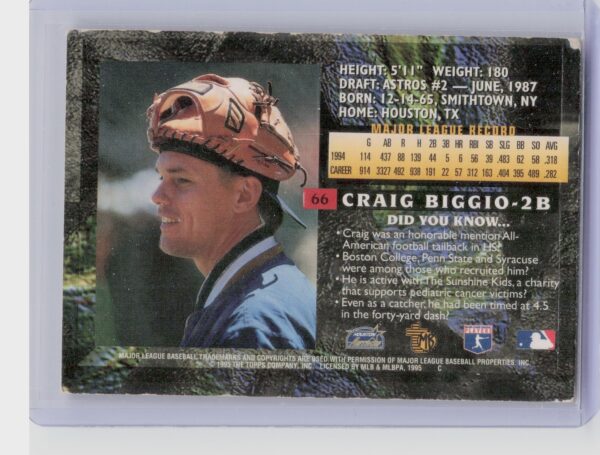 HEIGHT: 5'11" WEIGHT: 180
DRAFT: ASTROS #2 — JUNE, 1987
BORN: 12-14-65, SMITHTOWN, NY
HOME: HOUSTON, TX
MAJOR LEAGUE RECORD
G AB R H 2B 3B HR RBI SB SLG BB SO AVG
1994 114 437 88 139 44 5 6 56 39 .483 62 58 .318
CAREER 914 3327 492 938 191 22 57 312 157 .413 415 489 .282
66 CRAIG BIGGIO-2B
DID YOU KNOW...
• Craig was an honorable mention All-
American football tailback in HS?
• Boston College, Penn State and Syracuse
were among those who recruited him?
• He is active with The Sunshine Kids, a charity
that supports pediatric cancer victims?
• Even as a catcher, he had been timed at 4.5
in the forty-yard dash?
HOUSTON
MAJOR LEAGUE BASEBALL TRADEMARKS AND COPYRIGHTS ARE USED WITH PERMISSION OF MAJOR LEAGUE BASEBALL PROPERTIES, INC.
© 1995 THE TOPPS COMPANY, INC. LICENSED BY MLB & MLBPA, 1995 C